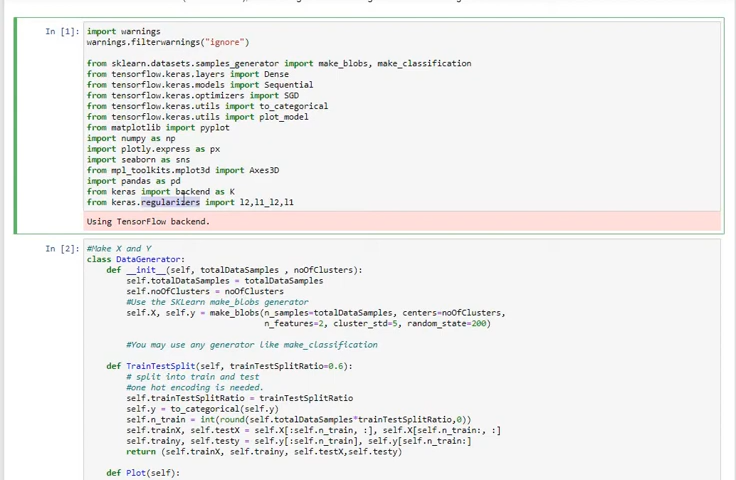 In [1]: import warnings
warnings.filterwarnings("ignore")
from sklearn.datasets.samples_generator import make_blobs, make_classification
from tensorflow.keras.layers import Dense
from tensorflow.keras.models import Sequential
from tensorflow.keras.optimizers import SGD
from tensorflow.keras.utils import to_categorical
from tensorflow.keras.utils import plot_model
from matplotlib import pyplot
import numpy as np
import plotly.express as px
import seaborn as sns
from mpl_toolkits.mplot3d import Axes3D
import pandas as pd
from keras import backend as K
from keras.regularizers import l2,l1_l2,l1
Using TensorFlow backend.
In [2]: #Make X and Y
class DataGenerator:
def __init__(self, totalDataSamples , noOfClusters):
self.totalDataSamples = totalDataSamples
self.noOfClusters = noOfClusters
#Use the SKLearn make_blobs generator
self.X, self.y = make_blobs(n_samples=totalDataSamples, centers=noOfClusters,
n_features=2, cluster_std=5, random_state=200)
#You may use any generator like make_classification
def TrainTestSplit(self, trainTestSplitRatio=0.6):
# split into train and test
#one hot encoding is needed.
self.trainTestSplitRatio = trainTestSplitRatio
self.y = to_categorical(self.y)
self.n_train = int(round(self.totalDataSamples*trainTestSplitRatio,0))
self.trainX, self.testX = self.X[:self.n_train, :], self.X[self.n_train:, :]
self.trainy, self.testy = self.y[:self.n_train], self.y[self.n_train:]
return (self.trainX, self.trainy, self.testX,self.testy)
def Plot(self):